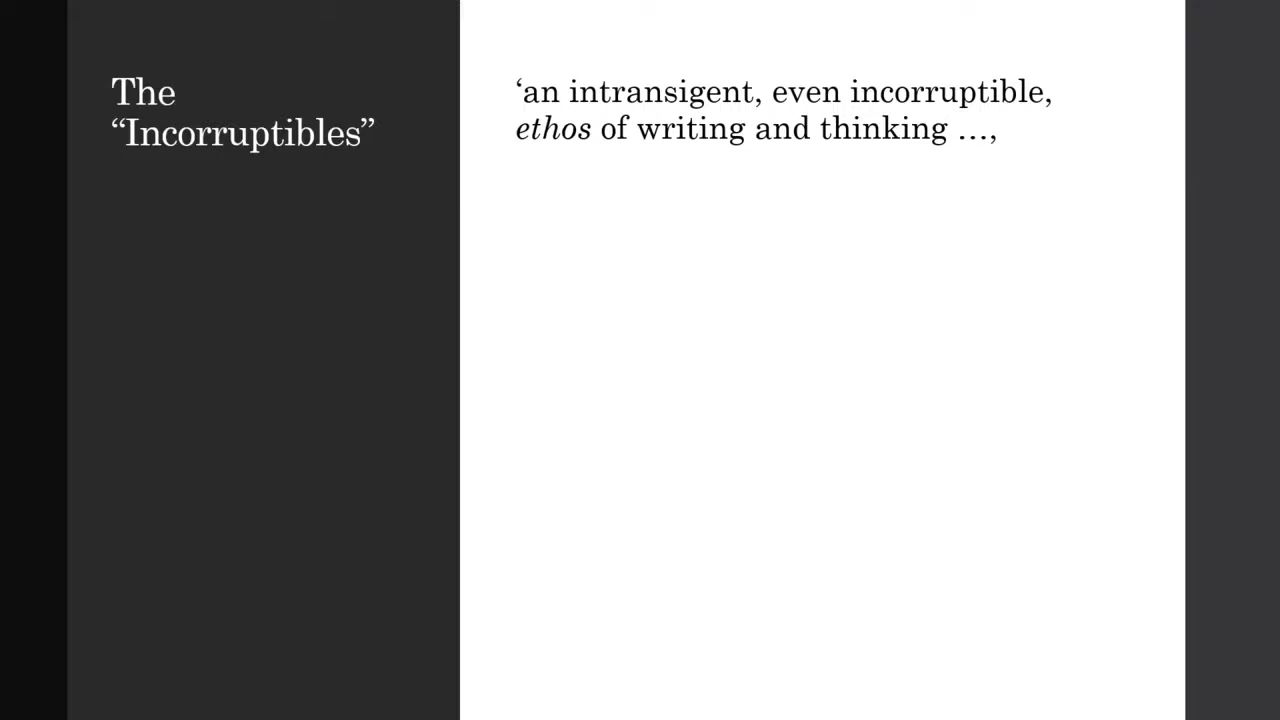 The
“Incorruptibles”
‘an intransigent, even incorruptible,
ethos of writing and thinking …,